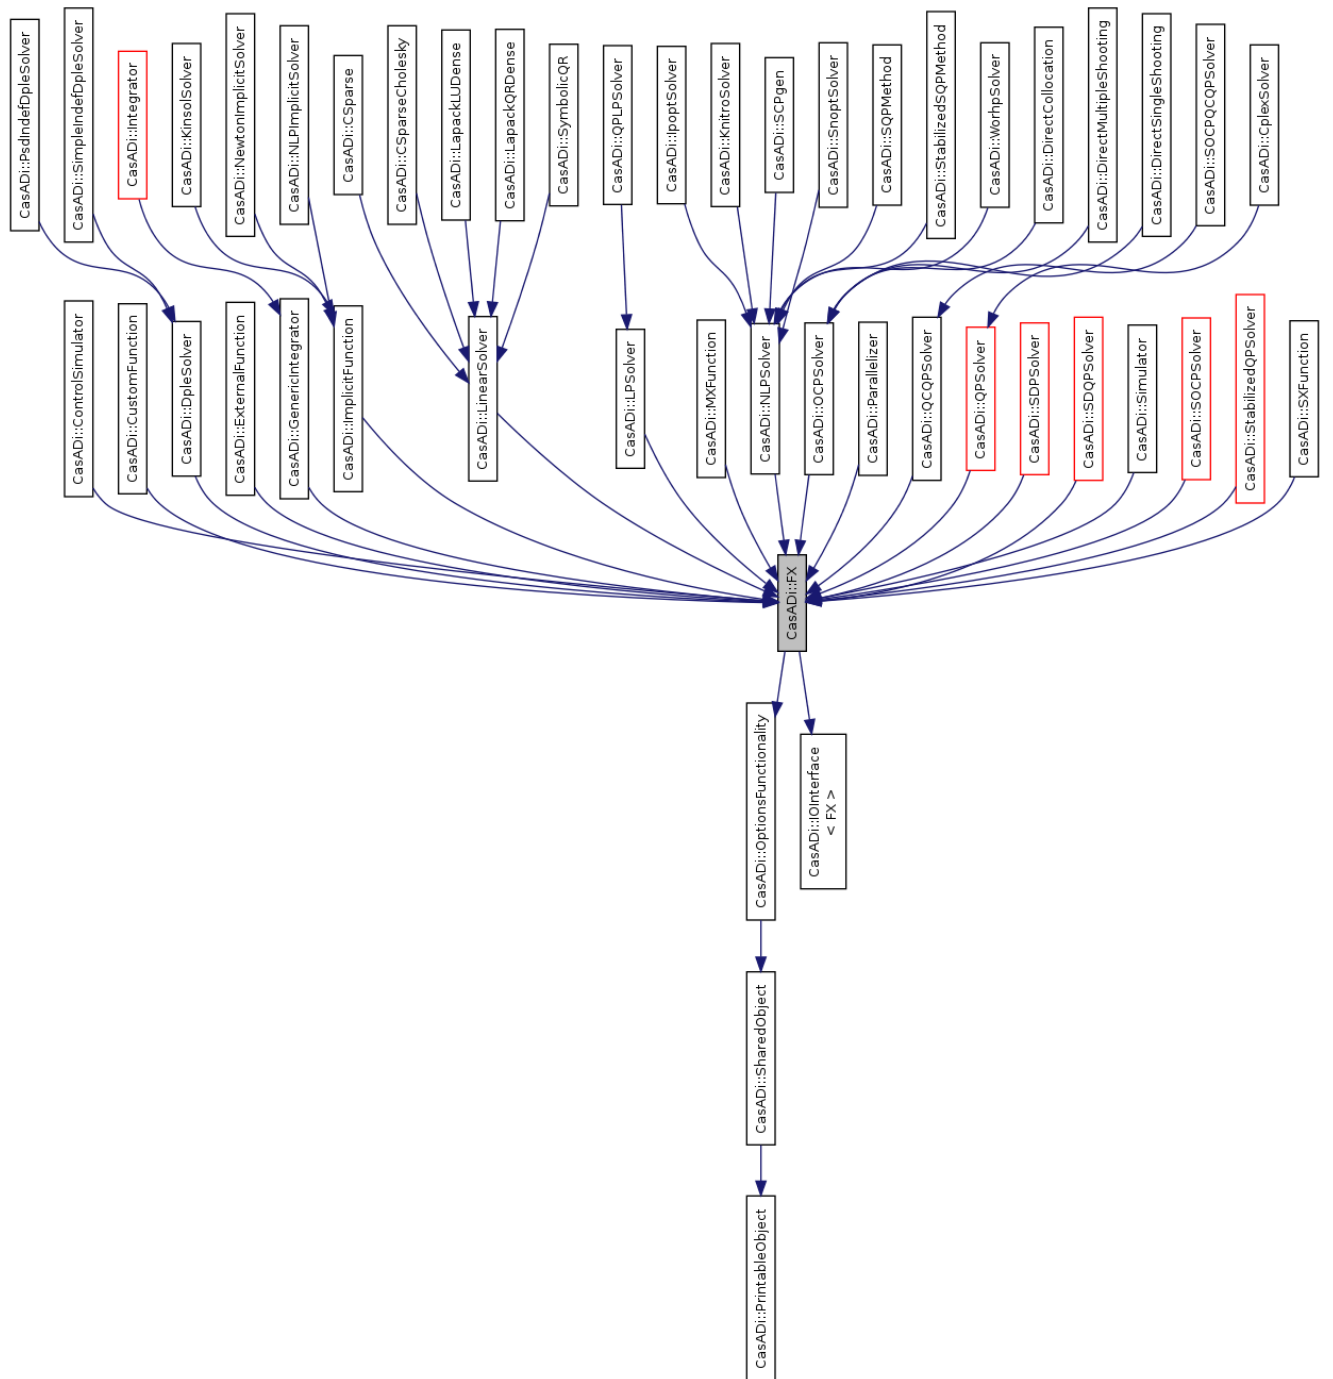 CasADi::PsdIndefDpleSolver
CasADi::SimpleIndefDpleSolver
CasADi::Integrator
CasADi::KinsolSolver
CasADi::NewtonImplicitSolver
CasADi::NLPImplicitSolver
CasADi::CSparse
CasADi::CSparseCholesky
CasADi::LapackLUDense
CasADi::LapackQRDense
CasADi::SymbolicQR
CasADi::QPLPSolver
CasADi::IpoptSolver
CasADi::KnitroSolver
CasADi::SCPgen
CasADi::SnoptSolver
CasADi::SQPMethod
CasADi::StabilizedSQPMethod
CasADi::WorhpSolver
CasADi::DirectCollocation
CasADi::DirectMultipleShooting
CasADi::DirectSingleShooting
CasADi::SOCPQCQPSolver
CasADi::CplexSolver
CasADi::ControlSimulator
CasADi::CustomFunction
CasADi::DpleSolver
CasADi::ExternalFunction
CasADi::GenericIntegrator
CasADi::ImplicitFunction
CasADi::LinearSolver
CasADi::LPSolver
CasADi::MXFunction
CasADi::NLPSolver
CasADi::OCPSolver
CasADi::Parallelizer
CasADi::QCQPSolver
CasADi::QPSolver
CasADi::SDPSolver
CasADi::SDQPSolver
CasADi::Simulator
CasADi::SOCPSolver
CasADi::StabilizedQPSolver
CasADi::SXFunction
CasADi::FX
CasADi::OptionsFunctionality
CasADi::IOInterface
< FX >
CasADi::SharedObject
CasADi::PrintableObject